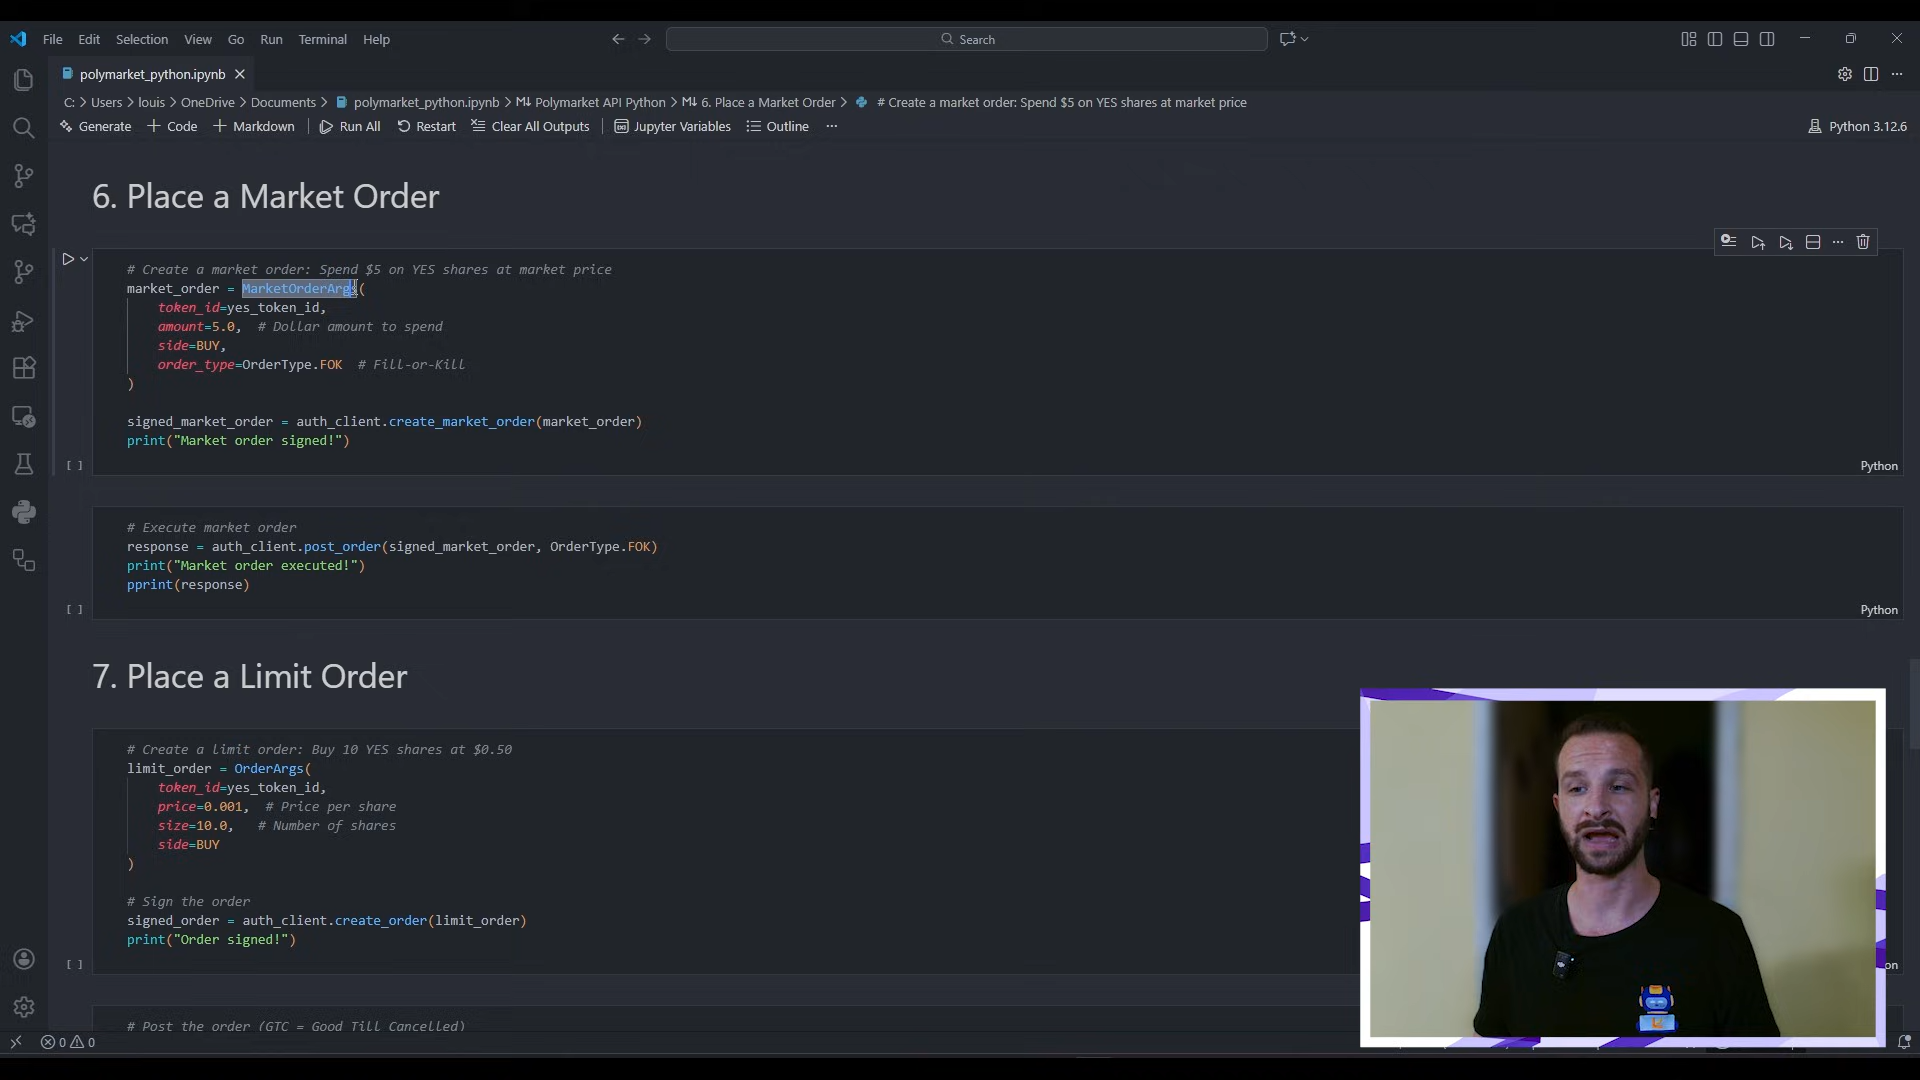 File Edit Selection View Go Run Terminal Help
Search
polymarket_python.ipynb
C: > Users > louis > OneDrive > Documents > polymarket_python.ipynb > M↓ Polymarket API Python > M↓ 6. Place a Market Order > # Create a market order: Spend $5 on YES shares at market price
Generate + Code + Markdown Run All Restart Clear All Outputs Jupyter Variables Outline ...
Python 3.12.6
6. Place a Market Order
# Create a market order: Spend $5 on YES shares at market price
market_order = MarketOrderArgs(
token_id=yes_token_id,
amount=5.0, # Dollar amount to spend
side=BUY,
order_type=OrderType.FOK # Fill-or-Kill
)
signed_market_order = auth_client.create_market_order(market_order)
print("Market order signed!")
[ ]
Python
# Execute market order
response = auth_client.post_order(signed_market_order, OrderType.FOK)
print("Market order executed!")
pprint(response)
[ ]
Python
7. Place a Limit Order
# Create a limit order: Buy 10 YES shares at $0.50
limit_order = OrderArgs(
token_id=yes_token_id,
price=0.001, # Price per share
size=10.0, # Number of shares
side=BUY
)
# Sign the order
signed_order = auth_client.create_order(limit_order)
print("Order signed!")
[ ]
on
# Post the order (GTC = Good Till Cancelled)
0 0